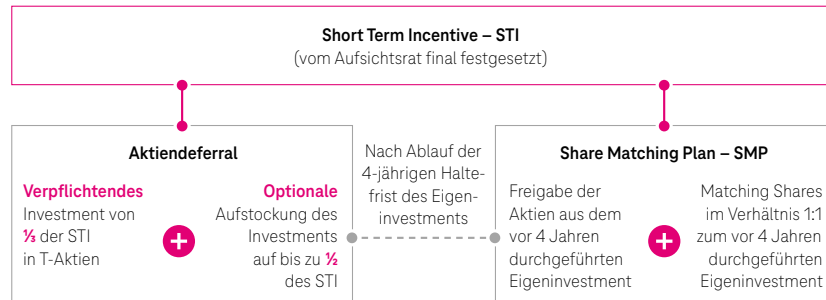 Short Term Incentive – STI
(vom Aufsichtsrat final festgesetzt)
Aktiendeferral
Verpflichtendes
Investment von
⅓ der STI
in T-Aktien
+
Optionale
Aufstockung des
Investments
auf bis zu ½
des STI
Nach Ablauf der
4-jährigen Halte-
frist des Eigen-
investments
Share Matching Plan – SMP
Freigabe der
Aktien aus dem
vor 4 Jahren
durchgeführten
Eigeninvestment
+
Matching Shares
im Verhältnis 1:1
zum vor 4 Jahren
durchgeführten
Eigeninvestment